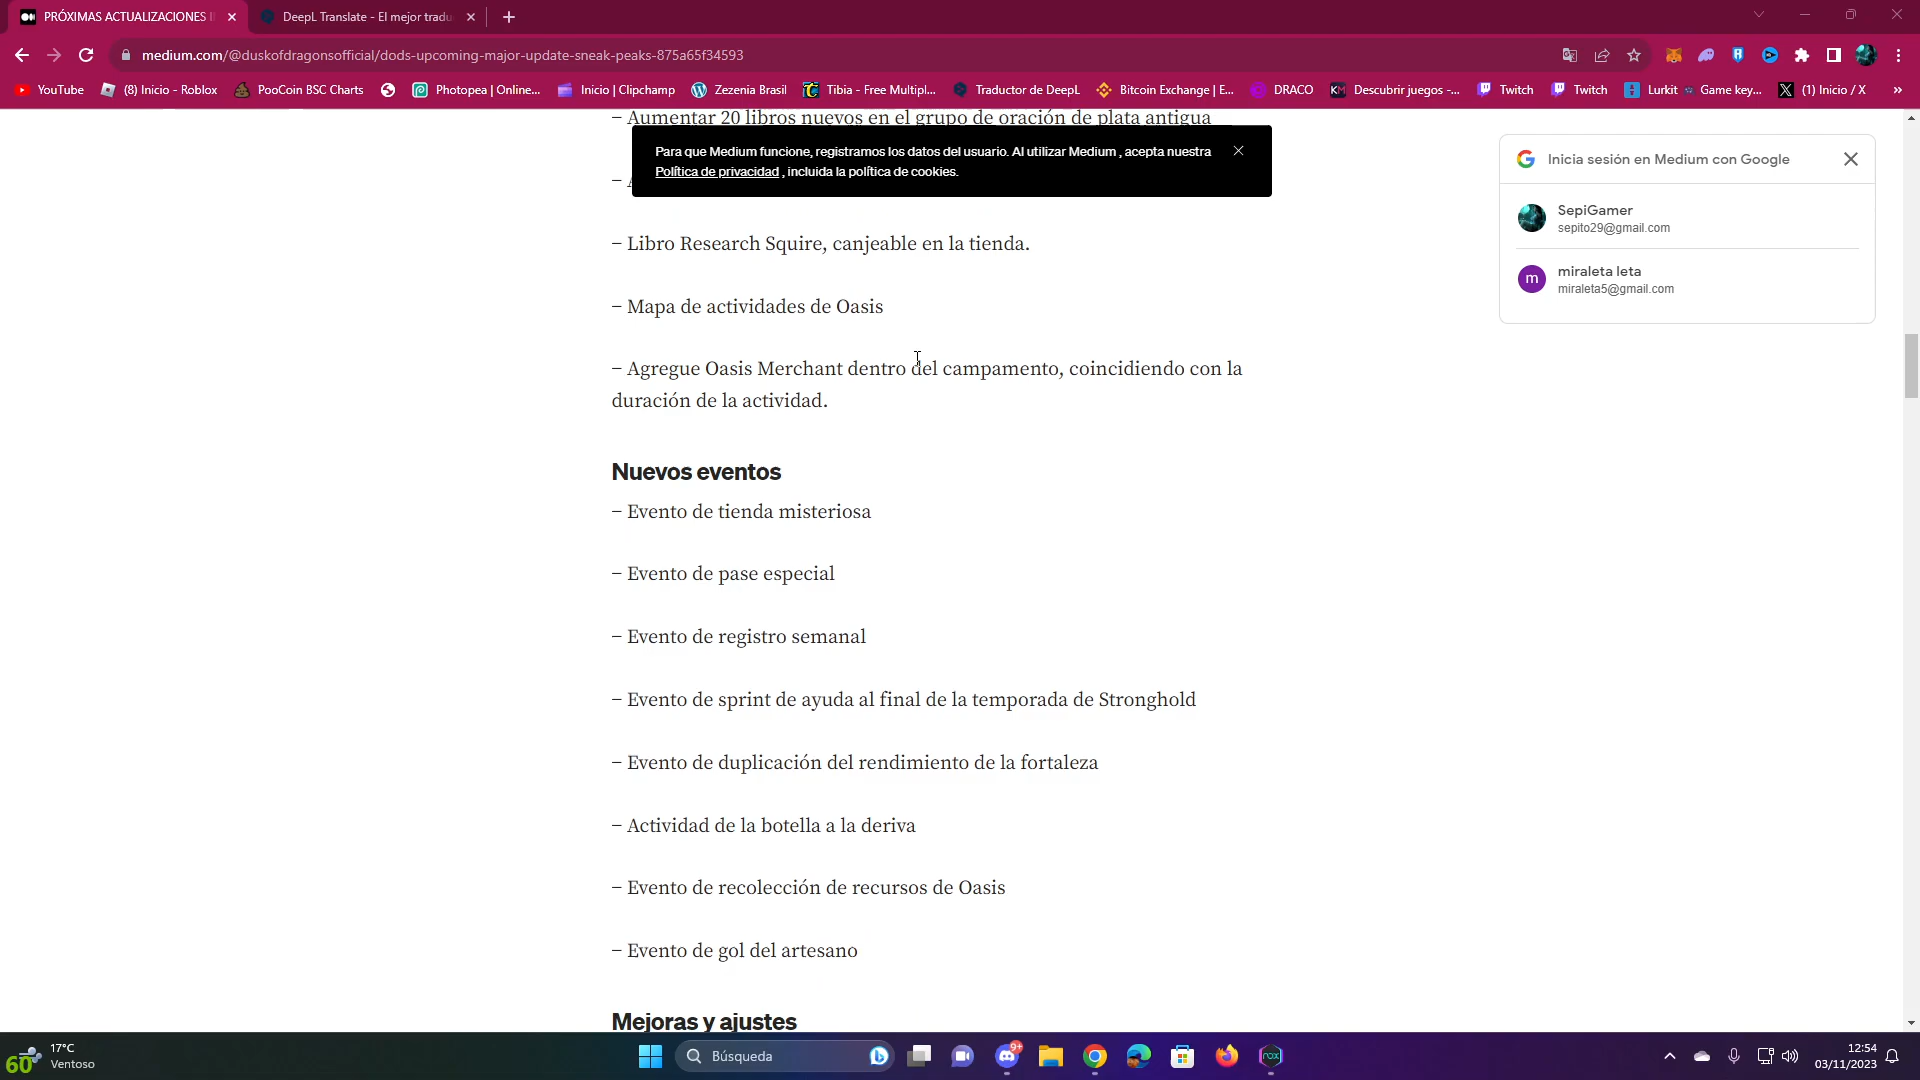 PRÓXIMAS ACTUALIZACIONES
DeepL Translate - El mejor tradu
medium.com/@duskofdragonsofficial/dods-upcoming-major-update-sneak-peaks-875a65f34593
YouTube
(8) Inicio - Roblox
PooCoin BSC Charts
Photopea | Online...
Inicio | Clipchamp
Zezenia Brasil
Tibia - Free Multipl...
Traductor de DeepL
Bitcoin Exchange | E...
DRACO
Descubrir juegos -...
Twitch
Twitch
Lurkit
Game key...
(1) Inicio / X
»
– Aumentar 20 libros nuevos en el grupo de oración de plata antigua
Para que Medium funcione, registramos los datos del usuario. Al utilizar Medium , acepta nuestra
Política de privacidad , incluida la política de cookies.
– Libro Research Squire, canjeable en la tienda.
– Mapa de actividades de Oasis
– Agregue Oasis Merchant dentro del campamento, coincidiendo con la
duración de la actividad.
Nuevos eventos
– Evento de tienda misteriosa
– Evento de pase especial
– Evento de registro semanal
– Evento de sprint de ayuda al final de la temporada de Stronghold
– Evento de duplicación del rendimiento de la fortaleza
– Actividad de la botella a la deriva
– Evento de recolección de recursos de Oasis
– Evento de gol del artesano
Mejoras y ajustes
Inicia sesión en Medium con Google
SepiGamer
sepito29@gmail.com
m
miraleta leta
miraleta5@gmail.com
60
17°C
Ventoso
Búsqueda
9+
nox
12:54
03/11/2023